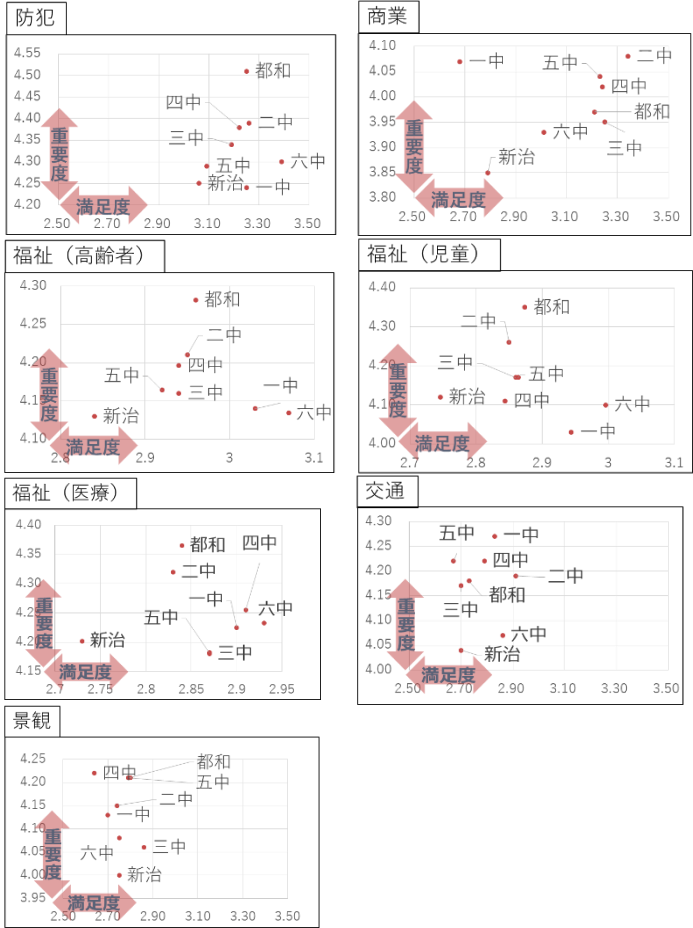 防犯
4.55
4.50
都和
4.45
四中
4.40
二中
4.35
三中
4.30
五中
六中
4.25
新治
一中
4.20
重要度
満足度
2.50
2.70
2.90
3.10
3.30
3.50
商業
4.10
一中
五中
二中
4.05
四中
4.00
都和
3.95
六中
三中
3.90
新治
3.85
3.80
重要度
満足度
2.50
2.70
2.90
3.10
3.30
3.50
福祉（高齢者）
4.30
都和
4.25
二中
4.20
四中
五中
一中
4.15
三中
新治
六中
4.10
重要度
満足度
2.8
2.9
3
3.1
福祉（児童）
4.40
都和
二中
4.30
三中
4.20
五中
新治
四中
六中
4.10
一中
4.00
重要度
満足度
2.7
2.8
2.9
3
3.1
福祉（医療）
4.40
都和
四中
4.35
二中
4.30
一中
六中
4.25
五中
新治
三中
4.20
4.15
重要度
満足度
2.7
2.75
2.8
2.85
2.9
2.95
交通
4.30
五中
一中
4.25
四中
二中
4.20
都和
4.15
三中
4.10
六中
4.05
新治
4.00
重要度
満足度
2.50
2.70
2.90
3.10
3.30
3.50
景観
4.25
四中
都和
4.20
五中
二中
4.15
一中
4.10
六中
三中
4.05
新治
4.00
3.95
重要度
満足度
2.50
2.70
2.90
3.10
3.30
3.50